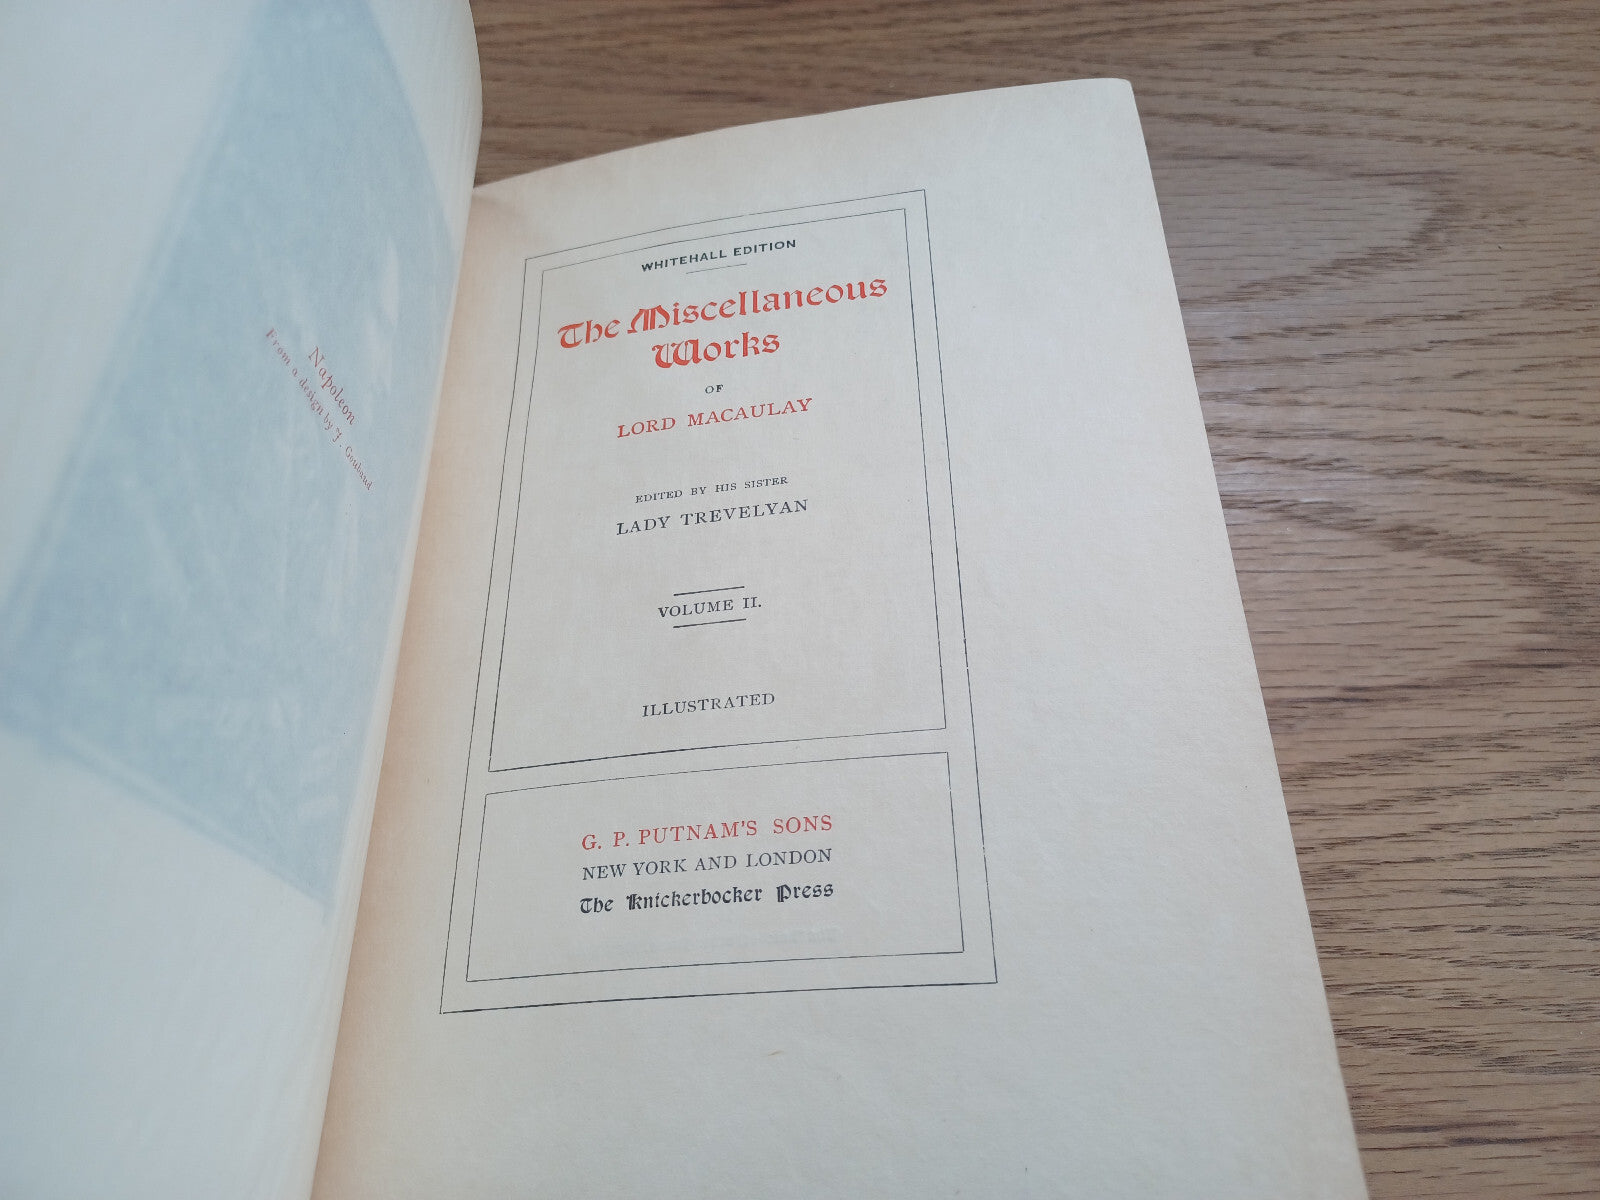 Napoleon
From a design by J. Goubaud
WHITEHALL EDITION
The Miscellaneous
Works
OF
LORD MACAULAY
EDITED BY HIS SISTER
LADY TREVELYAN
VOLUME II.
ILLUSTRATED
G. P. PUTNAM'S SONS
NEW YORK AND LONDON
The Knickerbocker Press